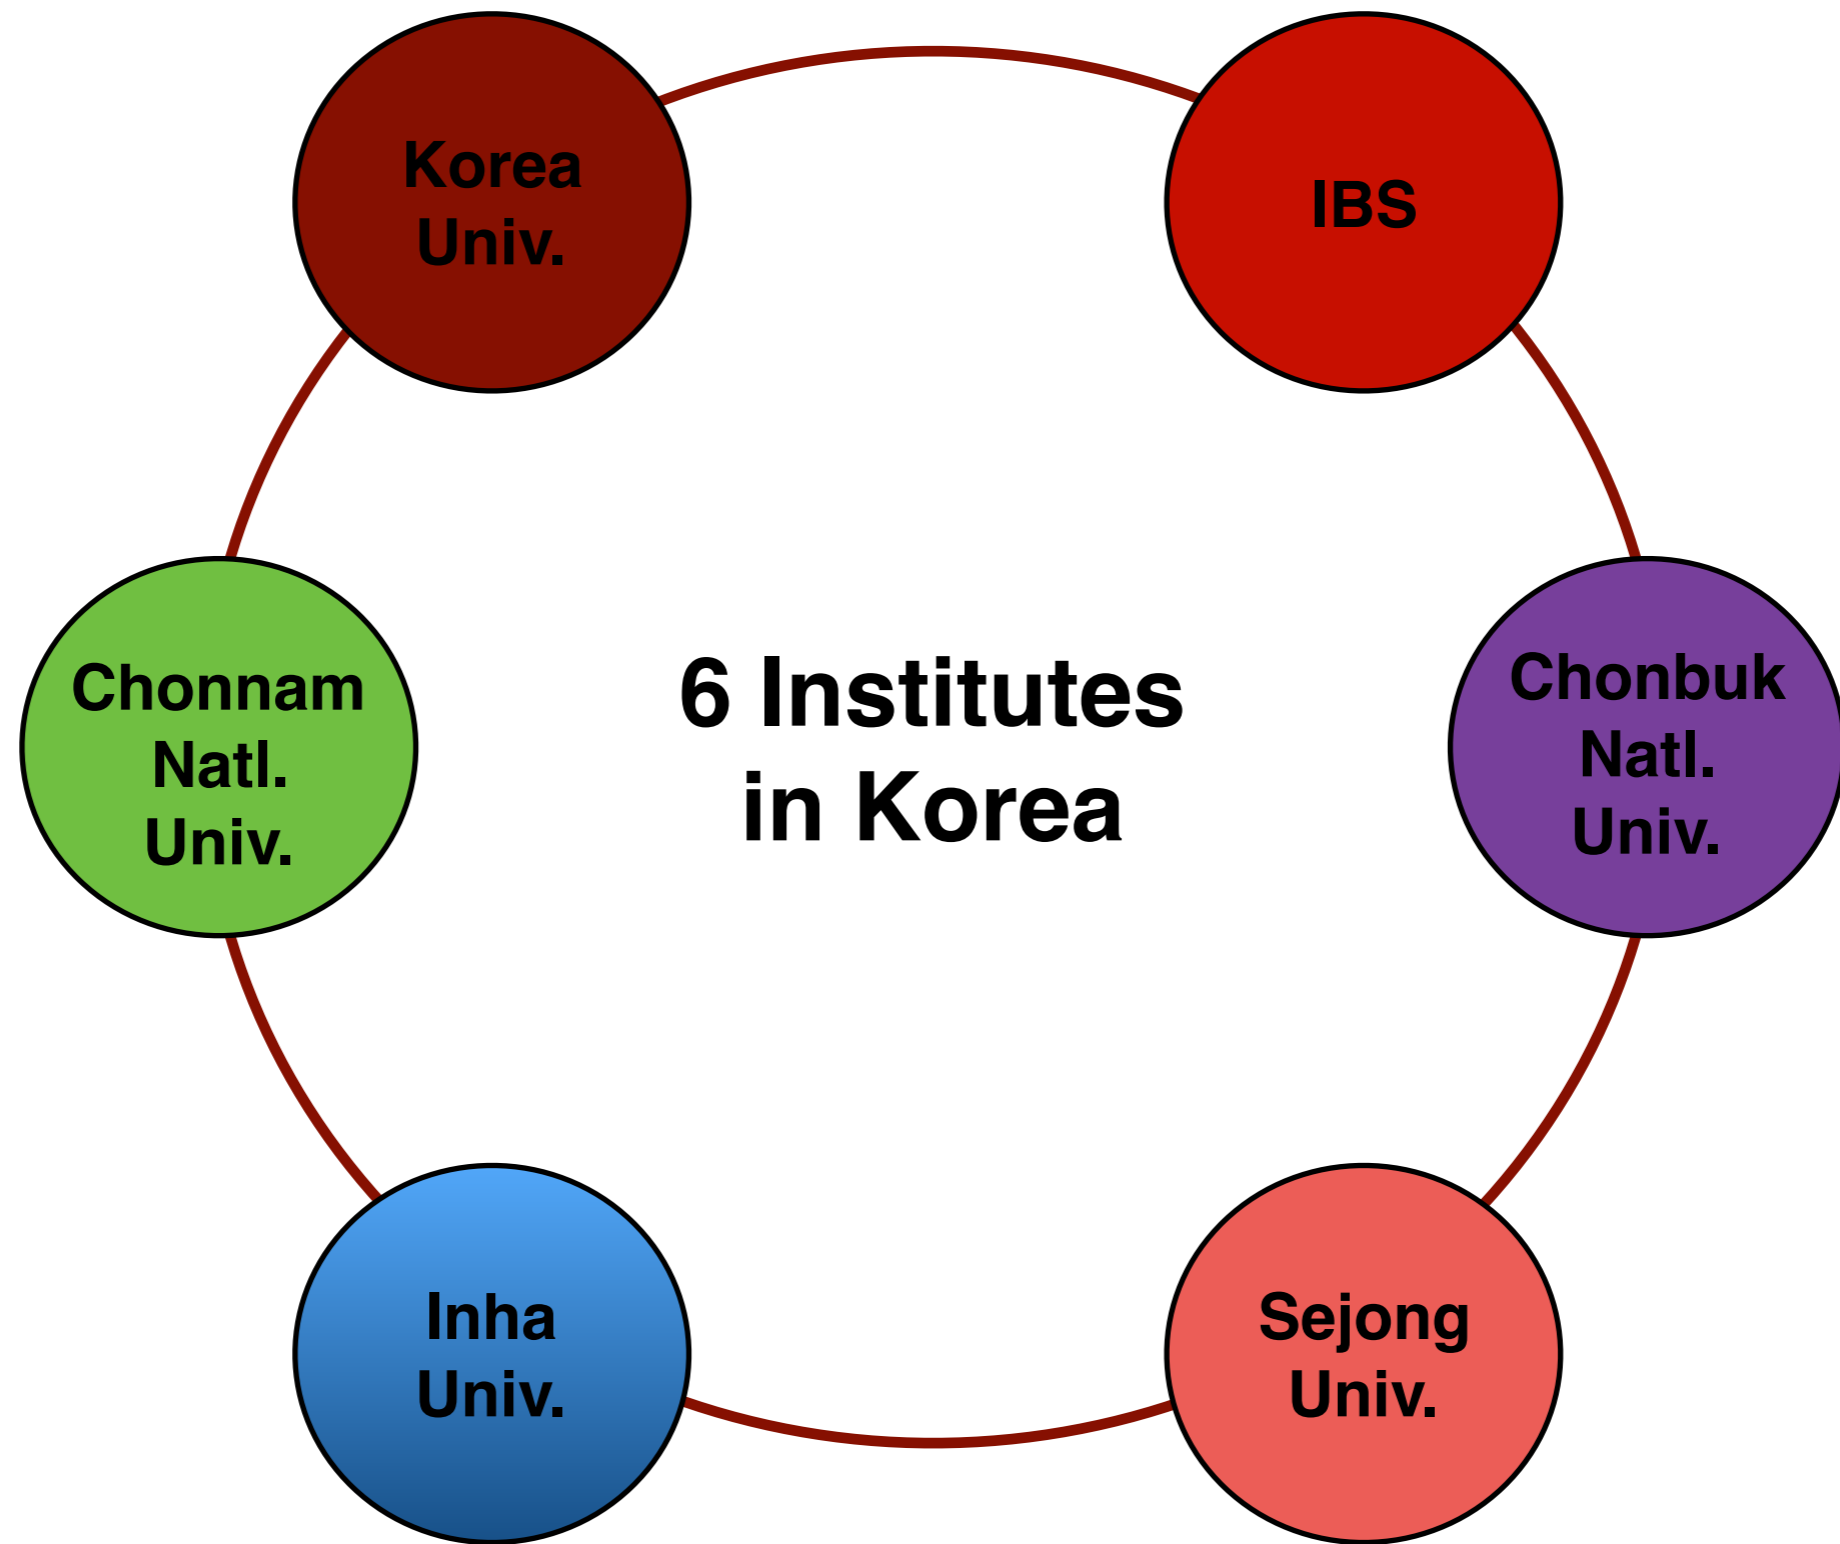 Korea
Univ.
IBS
Chonnam
Natl.
Univ.
6 Institutes
in Korea
Chonbuk
Natl.
Univ.
Inha
Univ.
Sejong
Univ.